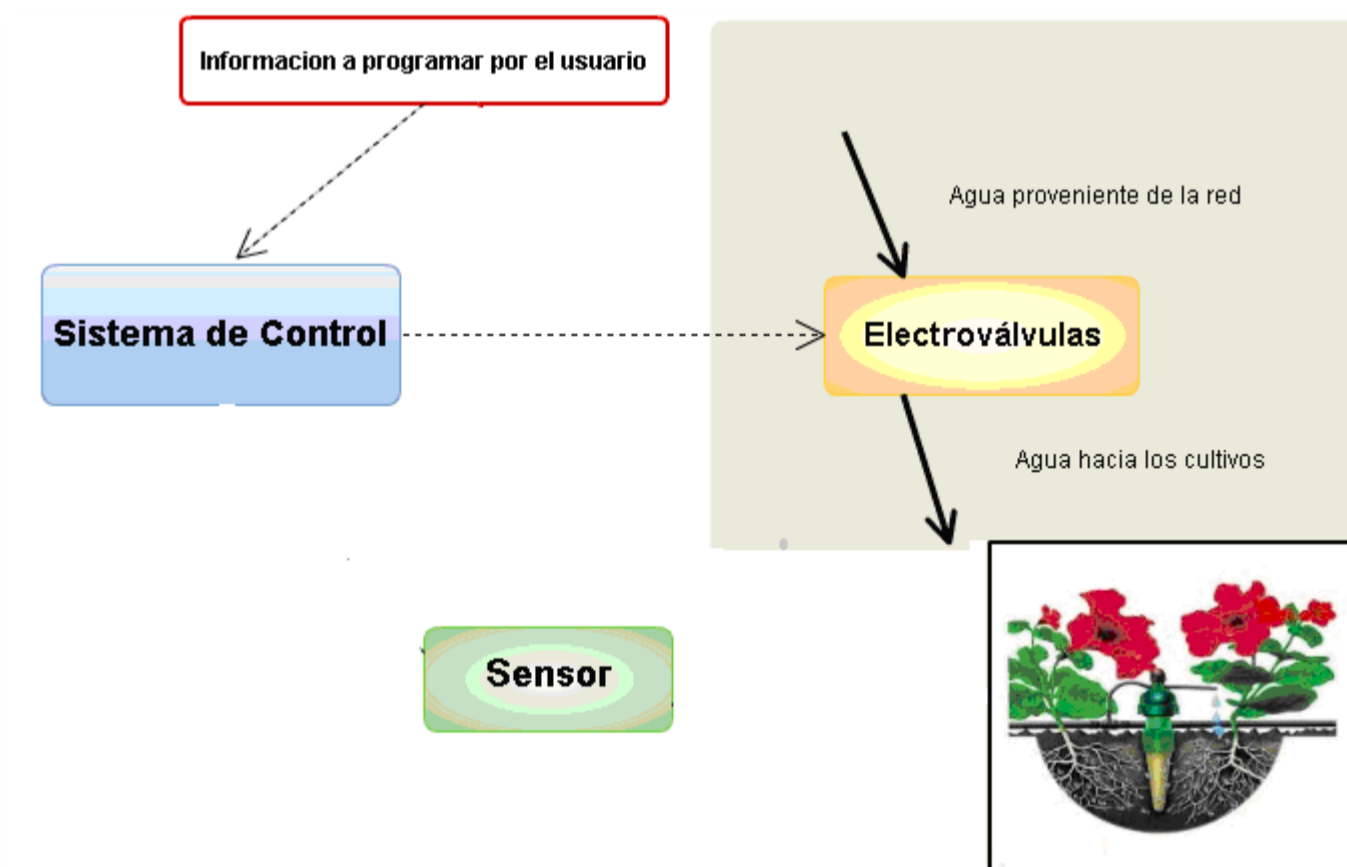 Informacion a programar por el usuario
Agua proveniente de la red
Sistema de Control
Electroválvulas
Agua hacia los cultivos
Sensor